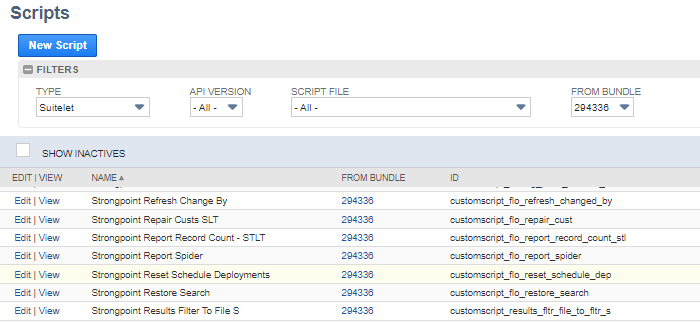 Scripts
New Script
FILTERS
TYPE API VERSION SCRIPT FILE FROM BUNDLE
Suitelet - All - - All - 294336
SHOW INACTIVES
EDIT | VIEW NAME ▲ FROM BUNDLE ID
Edit | View Strongpoint Refresh Change By 294336 customscript_flo_refresh_changed_by
Edit | View Strongpoint Repair Custs SLT 294336 customscript_flo_repair_cust
Edit | View Strongpoint Report Record Count - STLT 294336 customscript_flo_report_record_count_stl
Edit | View Strongpoint Report Spider 294336 customscript_flo_report_spider
Edit | View Strongpoint Reset Schedule Deployments 294336 customscript_flo_reset_schedule_dep
Edit | View Strongpoint Restore Search 294336 customscript_flo_restore_search
Edit | View Strongpoint Results Filter To File S 294336 customscript_results_fltr_file_to_fltr_s